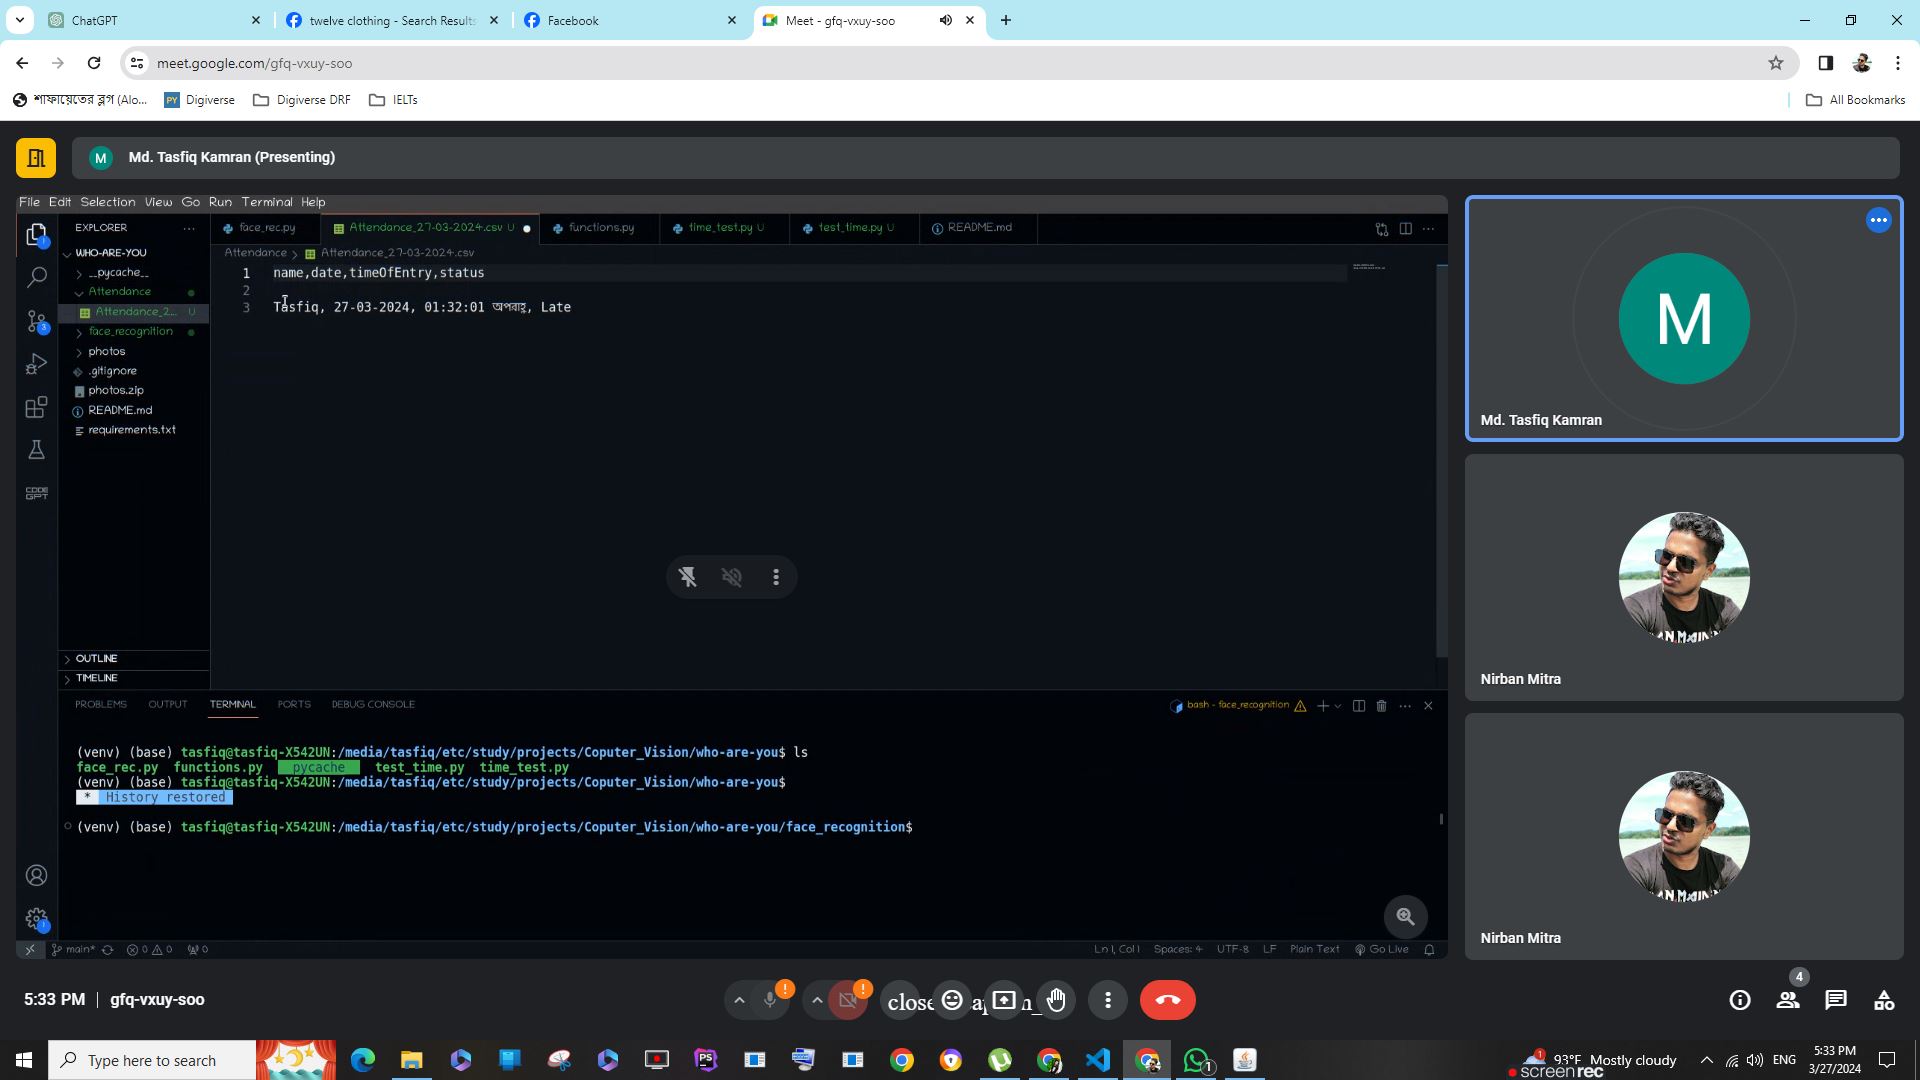 ChatGPT
twelve clothing - Search Results
Facebook
Meet - gfq-vxuy-soo
meet.google.com/gfq-vxuy-soo
শাফায়েতের ব্লগ (Alo...
PY Digiverse
Digiverse DRF
IELTs
All Bookmarks
M Md. Tasfiq Kamran (Presenting)
File Edit Selection View Go Run Terminal Help
EXPLORER
face_rec.py
Attendance_27-03-2024.csv U
functions.py
time_test.py U
test_time.py U
README.md
WHO-ARE-YOU
__pycache__
Attendance
Attendance_2... U
face_recognition
photos
.gitignore
photos.zip
README.md
requirements.txt
CODE
GPT
OUTLINE
TIMELINE
Attendance > Attendance_27-03-2024.csv
1 name,date,timeOfEntry,status
2
3 Tasfiq, 27-03-2024, 01:32:01 অপরাহ্ণ, Late
PROBLEMS OUTPUT TERMINAL PORTS DEBUG CONSOLE
bash - face_recognition
(venv) (base) tasfiq@tasfiq-X542UN:/media/tasfiq/etc/study/projects/Coputer_Vision/who-are-you$ ls
face_rec.py functions.py __pycache__ test_time.py time_test.py
(venv) (base) tasfiq@tasfiq-X542UN:/media/tasfiq/etc/study/projects/Coputer_Vision/who-are-you$
* History restored
(venv) (base) tasfiq@tasfiq-X542UN:/media/tasfiq/etc/study/projects/Coputer_Vision/who-are-you/face_recognition$
main* 0 0 0
Ln 1, Col 1 Spaces: 4 UTF-8 LF Plain Text Go Live
M
Md. Tasfiq Kamran
Nirban Mitra
Nirban Mitra
5:33 PM | gfq-vxuy-soo
4
Type here to search
PS
1
93°F Mostly cloudy
ENG
5:33 PM
3/27/2024
screenrec